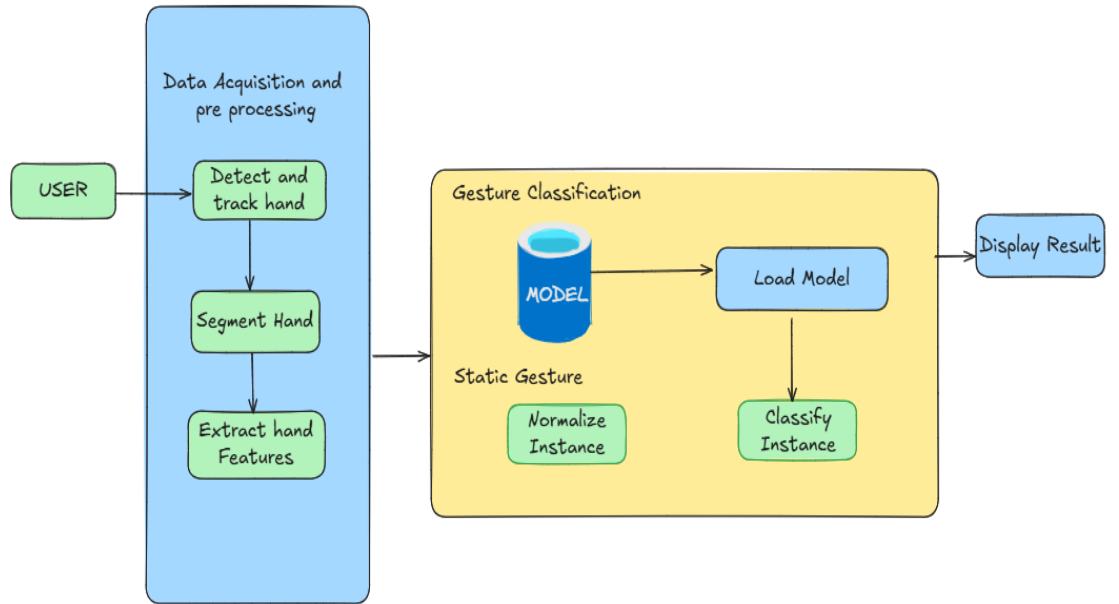 Data Acquisition and
pre processing
USER
Detect and
track hand
Segment Hand
Extract hand
Features
Gesture Classification
MODEL
Load Model
Static Gesture
Normalize
Instance
Classify
Instance
Display Result